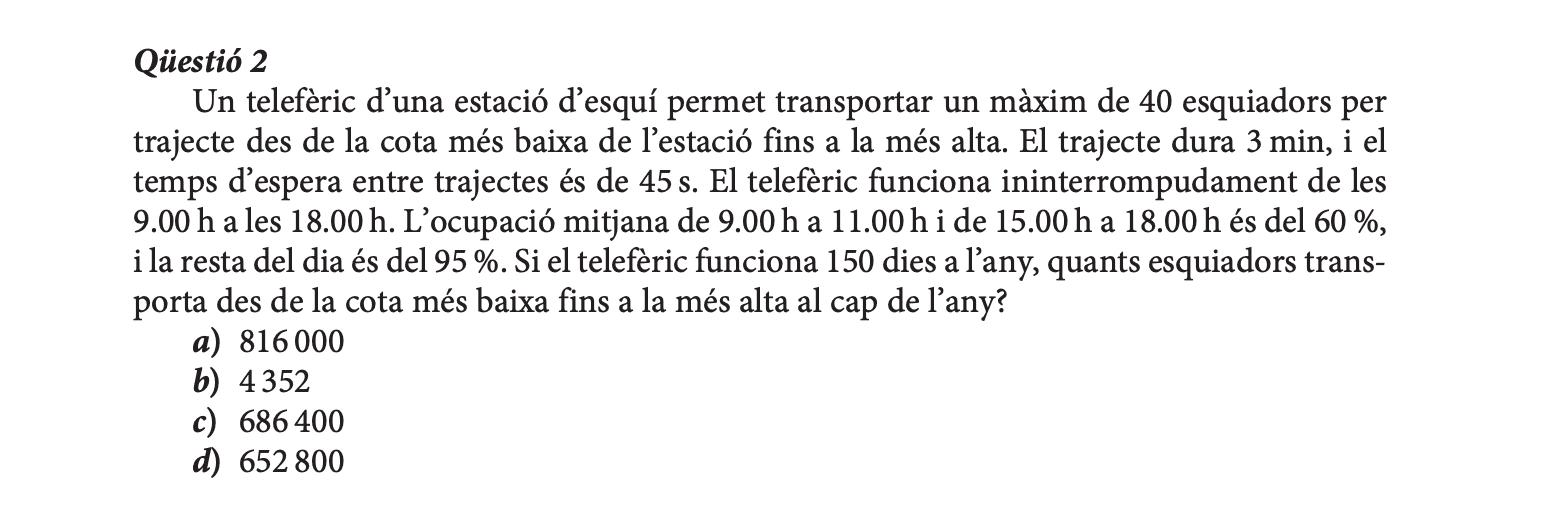 Qüestió 2
Un telefèric d’una estació d’esquí permet transportar un màxim de 40 esquiadors per
trajecte des de la cota més baixa de l’estació fins a la més alta. El trajecte dura 3 min, i el
temps d’espera entre trajectes és de 45 s. El telefèric funciona ininterrompudament de les
9.00 h a les 18.00 h. L’ocupació mitjana de 9.00 h a 11.00 h i de 15.00 h a 18.00 h és del 60 %,
i la resta del dia és del 95 %. Si el telefèric funciona 150 dies a l’any, quants esquiadors trans-
porta des de la cota més baixa fins a la més alta al cap de l’any?
a) 816 000
b) 4 352
c) 686 400
d) 652 800